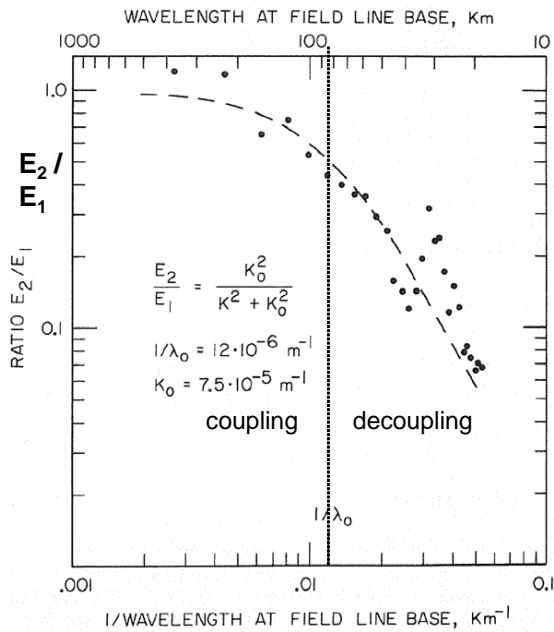 WAVELENGTH AT FIELD LINE BASE, Km
1000 100 10
1.0
E₂ /
E₁
RATIO E₂/E₁
E₂/E₁ = K₀²/(K² + K₀²)
0.1
1/λ₀ = 12·10⁻⁶ m⁻¹
K₀ = 7.5·10⁻⁵ m⁻¹
coupling decoupling
1/λ₀
.001 .01 0.1
1/WAVELENGTH AT FIELD LINE BASE, Km⁻¹